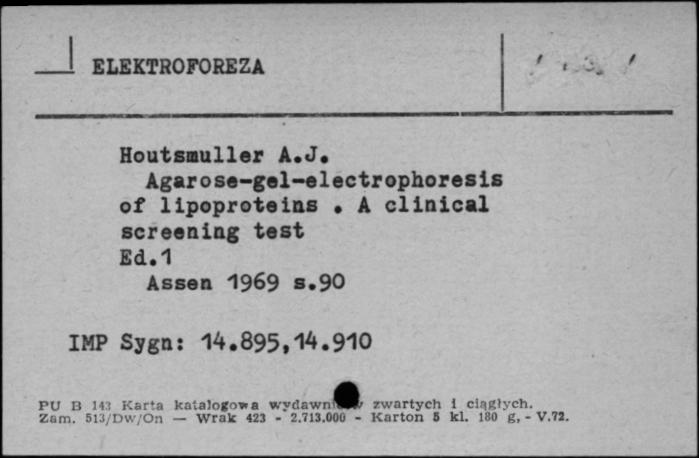 ELEKTROFOREZA
Houtsmuller A.J.
Agarose-gel-electrophoresis
of lipoproteins . A clinical
screening test
Ed.1
Assen 1969 s.90
IMP Sygn: 14.895,14.910
PU B 143 Karta katalogowa zwartych i ciągłych.
Zam. 513/Dw/On — Wrak 423 - 2.713.000 - Karton 5 kl. 180 g, - V.72.